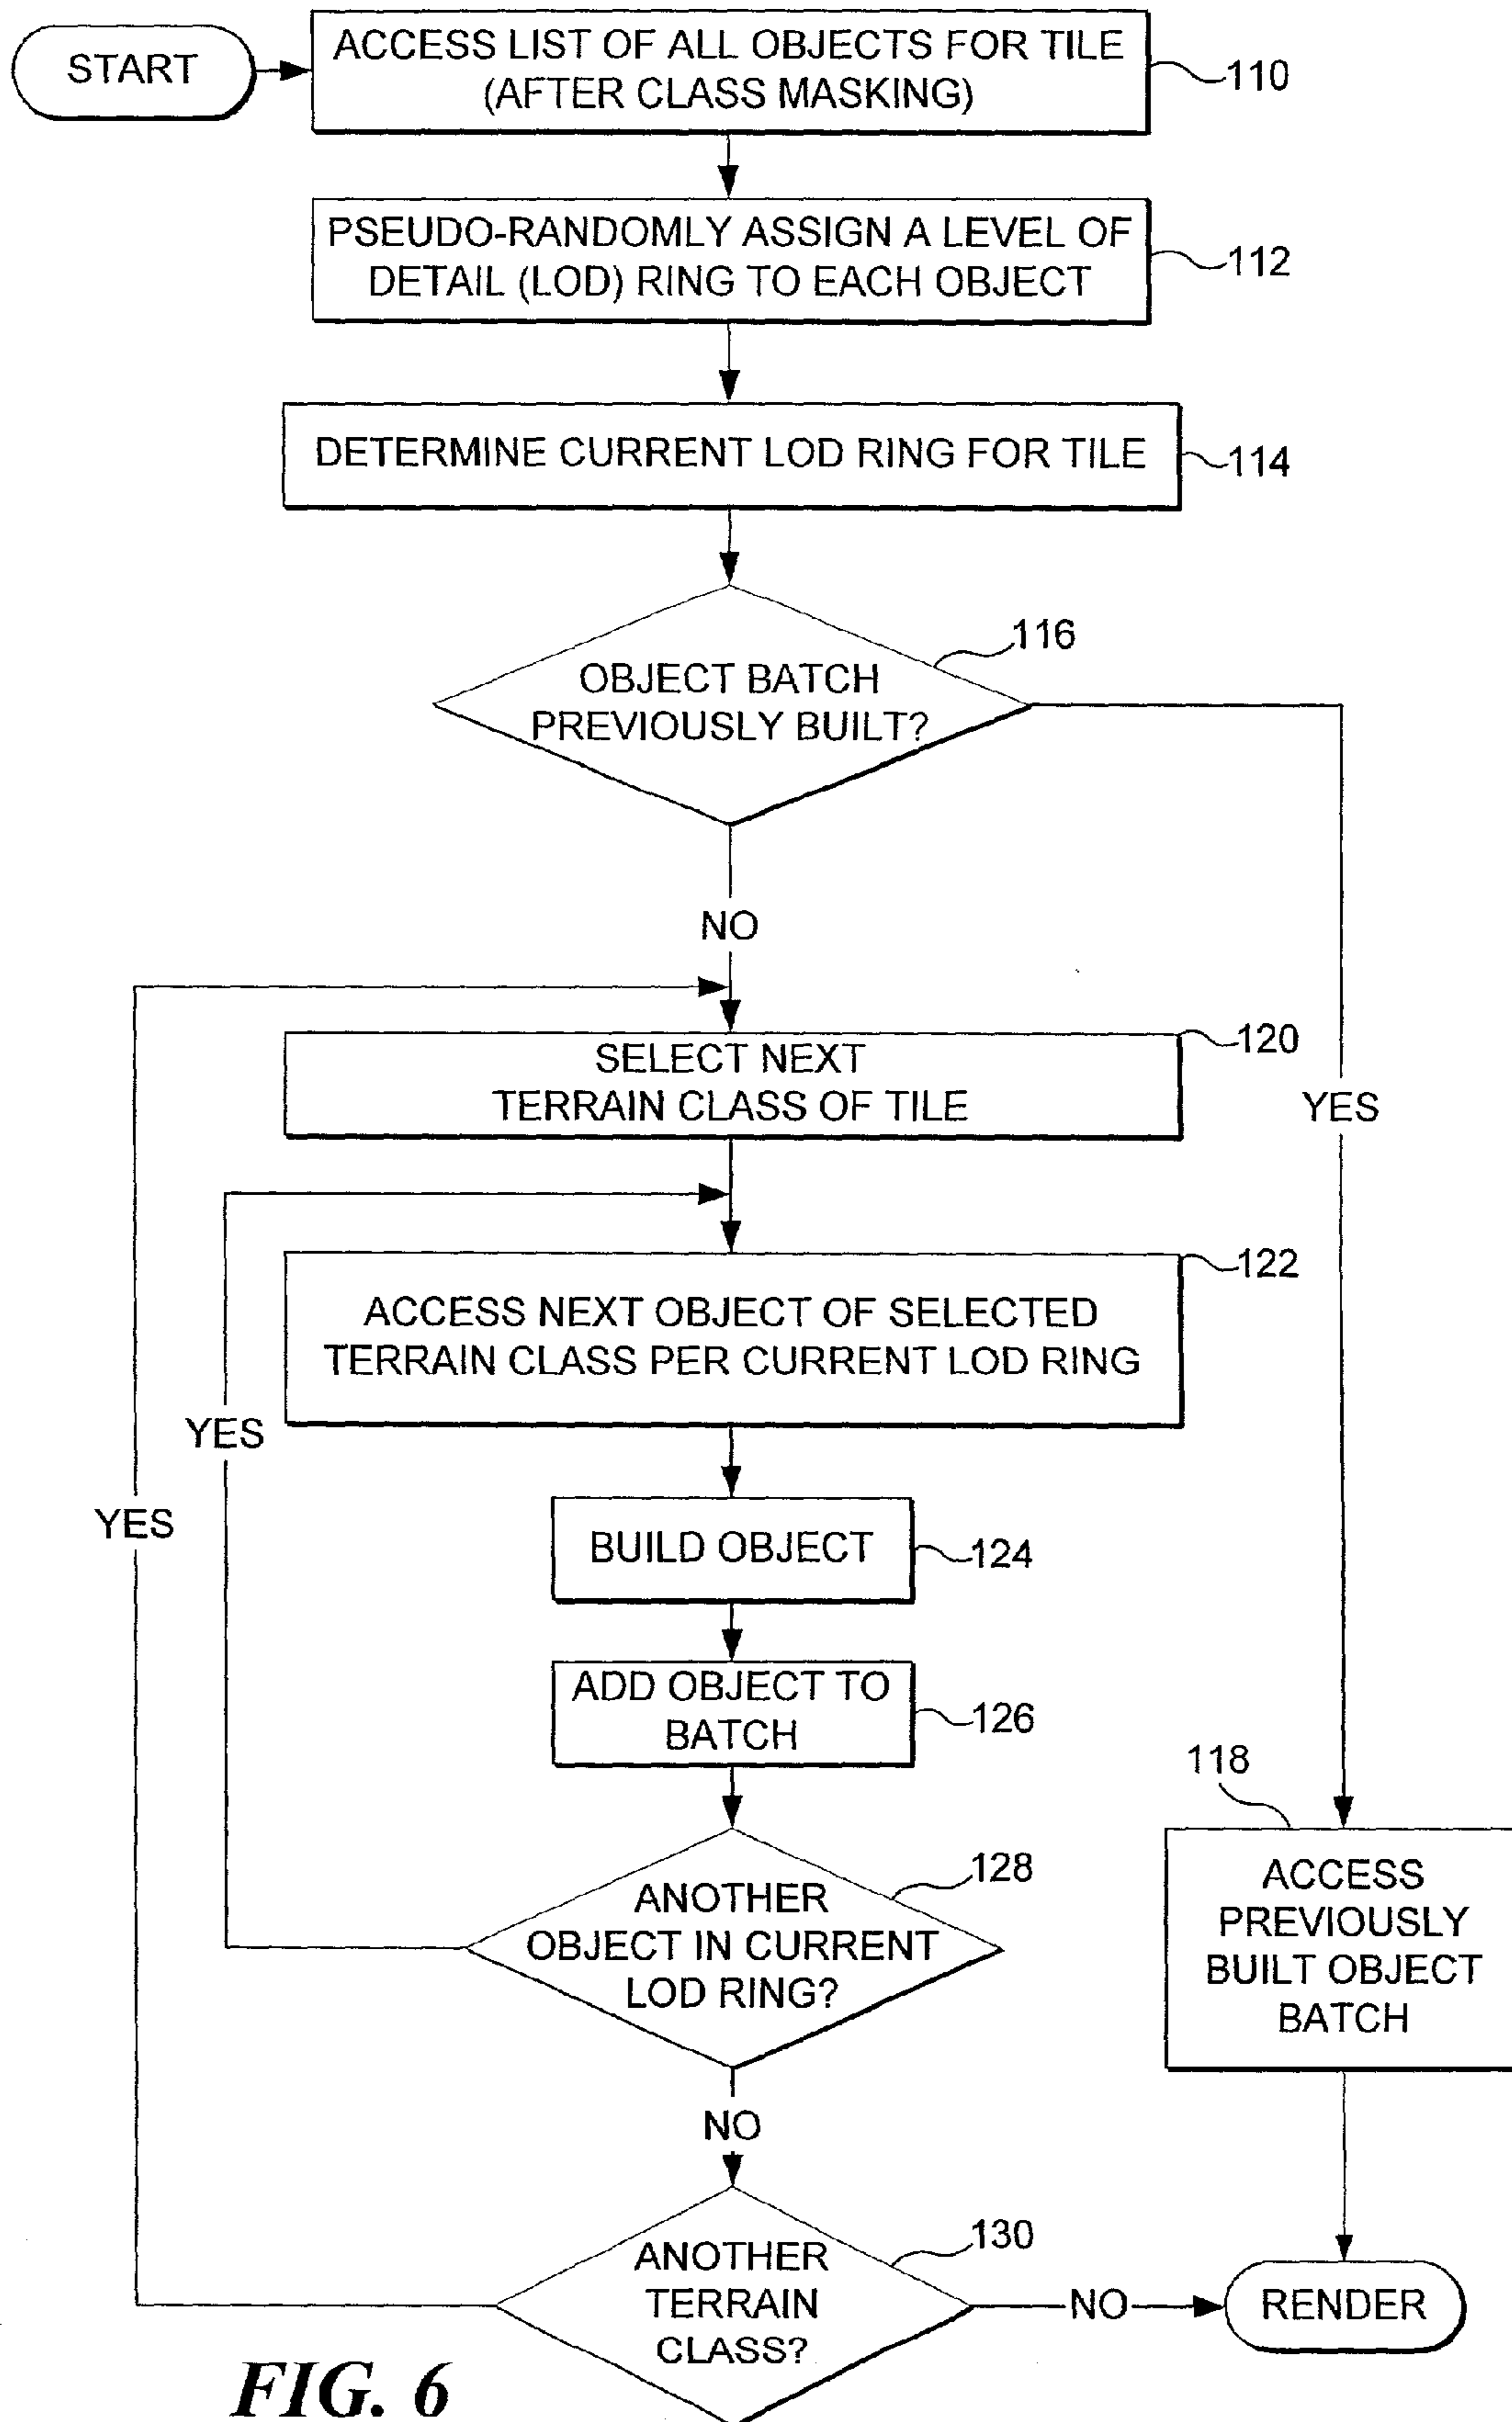 START
ACCESS LIST OF ALL OBJECTS FOR TILE
(AFTER CLASS MASKING)
110
PSEUDO-RANDOMLY ASSIGN A LEVEL OF
DETAIL (LOD) RING TO EACH OBJECT
112
DETERMINE CURRENT LOD RING FOR TILE
114
116
OBJECT BATCH
PREVIOUSLY BUILT?
NO
120
SELECT NEXT
TERRAIN CLASS OF TILE
YES
122
ACCESS NEXT OBJECT OF SELECTED
TERRAIN CLASS PER CURRENT LOD RING
YES
YES
BUILD OBJECT
124
ADD OBJECT TO
BATCH
126
118
128
ANOTHER
OBJECT IN CURRENT
LOD RING?
ACCESS
PREVIOUSLY
BUILT OBJECT
BATCH
NO
130
ANOTHER
TERRAIN
CLASS?
NO
RENDER
FIG. 6